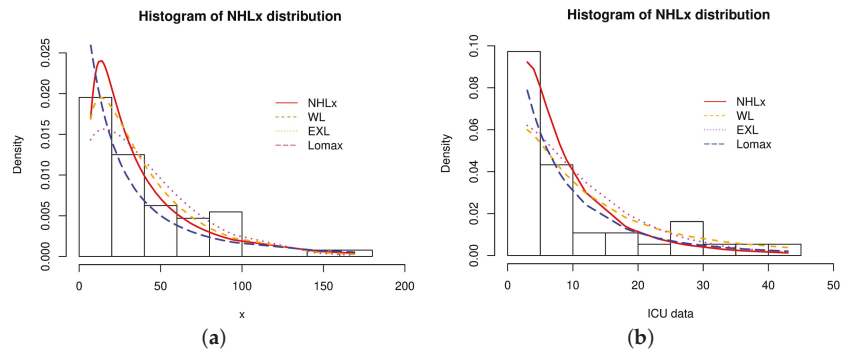 Histogram of NHLx distribution
Density
0.000
0.005
0.010
0.015
0.020
0.025
NHLx
WL
EXL
Lomax
0
50
100
150
200
x
(a)
Histogram of NHLx distribution
Density
0.00
0.02
0.04
0.06
0.08
0.10
NHLx
WL
EXL
Lomax
0
10
20
30
40
50
ICU data
(b)